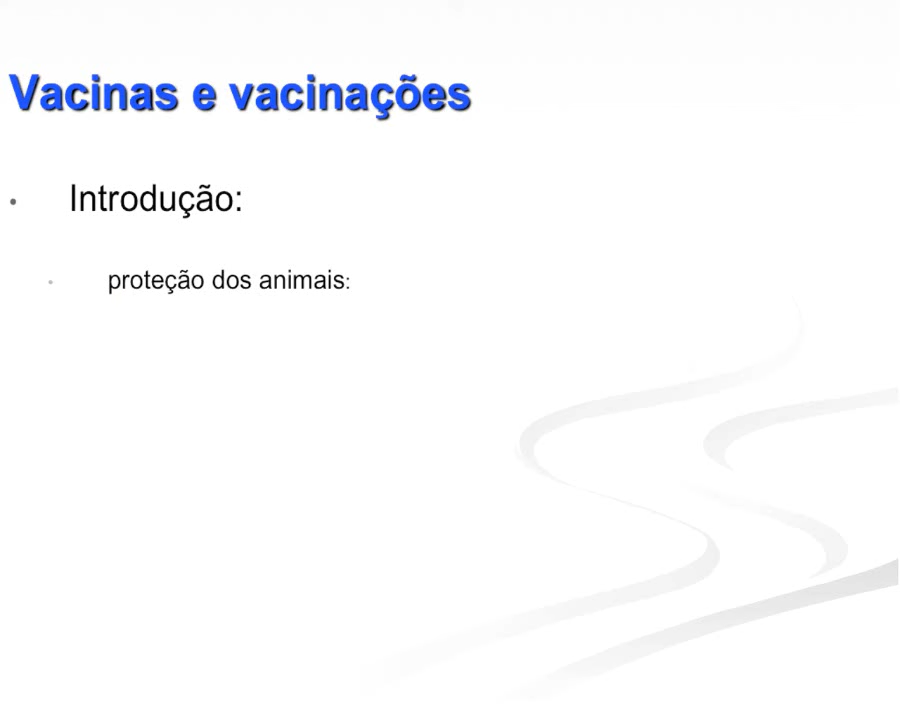 Vacinas e vacinações
• Introdução:
• proteção dos animais: